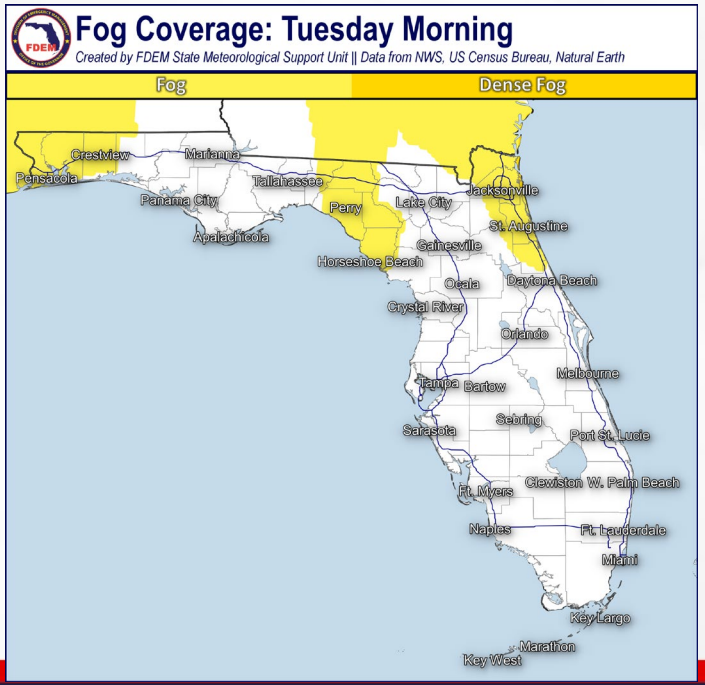 Fog Coverage: Tuesday Morning
Created by FDEM State Meteorological Support Unit || Data from NWS, US Census Bureau, Natural Earth
FDEM
Fog
Dense Fog
Crestview
Marianna
Pensacola
Tallahassee
Panama City
Apalachicola
Perry
Lake City
Jacksonville
St. Augustine
Gainesville
Horseshoe Beach
Ocala
Daytona Beach
Crystal River
Orlando
Melbourne
Tampa
Bartow
Sebring
Sarasota
Port St. Lucie
Clewiston
W. Palm Beach
Ft. Myers
Naples
Ft. Lauderdale
Miami
Key Largo
Marathon
Key West